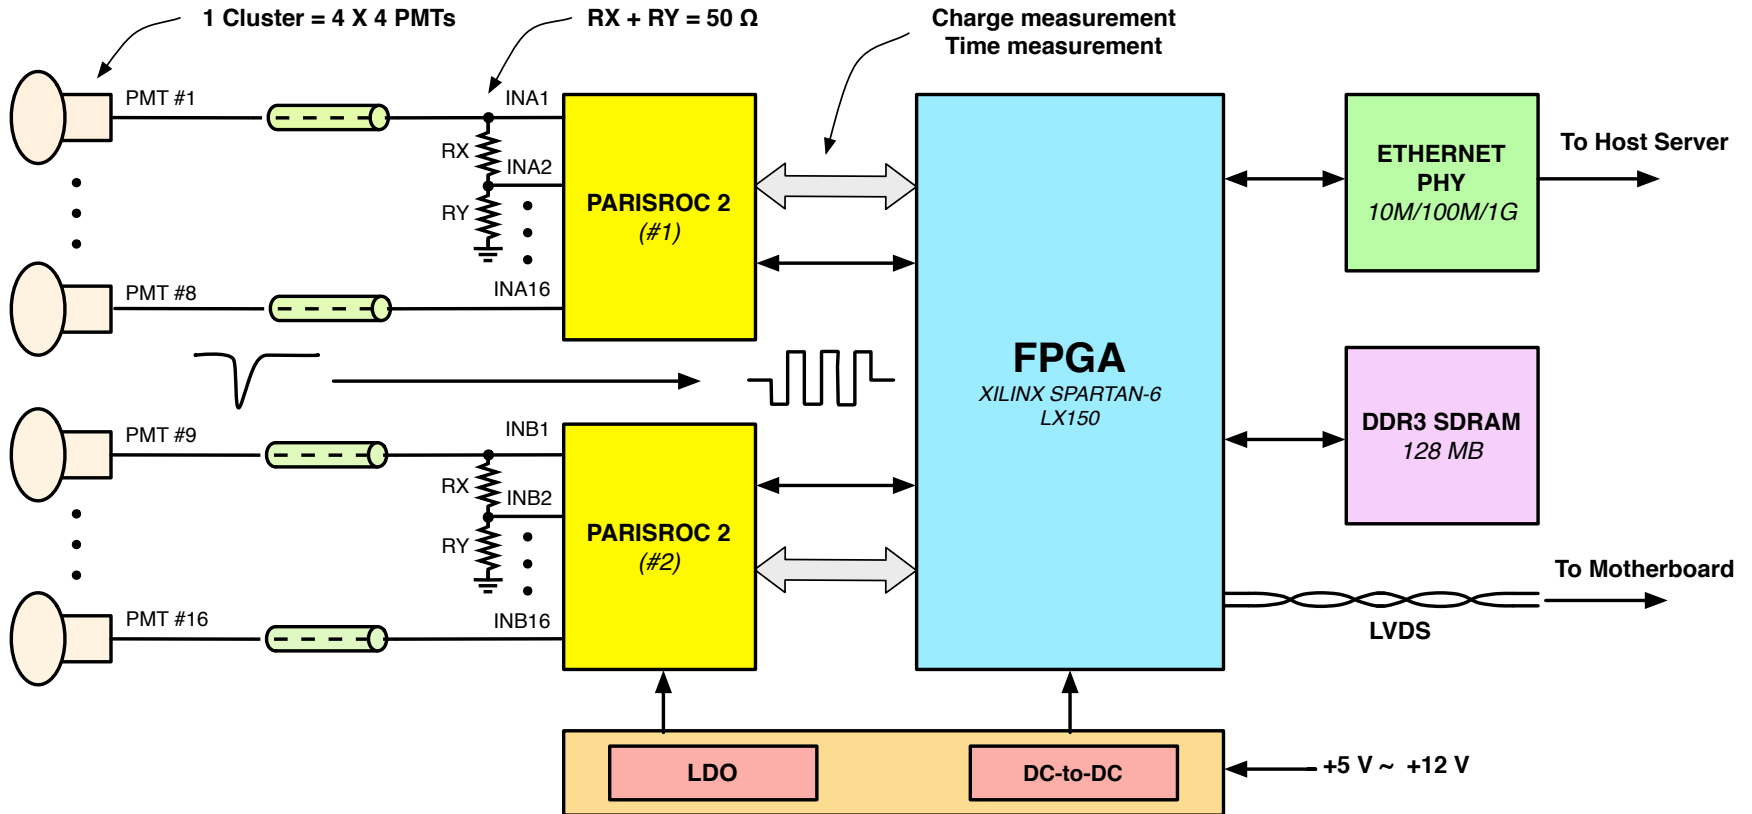 1 Cluster = 4 X 4 PMTs
RX + RY = 50 Ω
Charge measurement
Time measurement
PMT #1
INA1
RX
INA2
RY
PMT #8
INA16
PARISROC 2
(#1)
PMT #9
INB1
RX
INB2
RY
PMT #16
INB16
PARISROC 2
(#2)
FPGA
XILINX SPARTAN-6
LX150
ETHERNET
PHY
10M/100M/1G
To Host Server
DDR3 SDRAM
128 MB
To Motherboard
LVDS
LDO
DC-to-DC
+5 V ~ +12 V